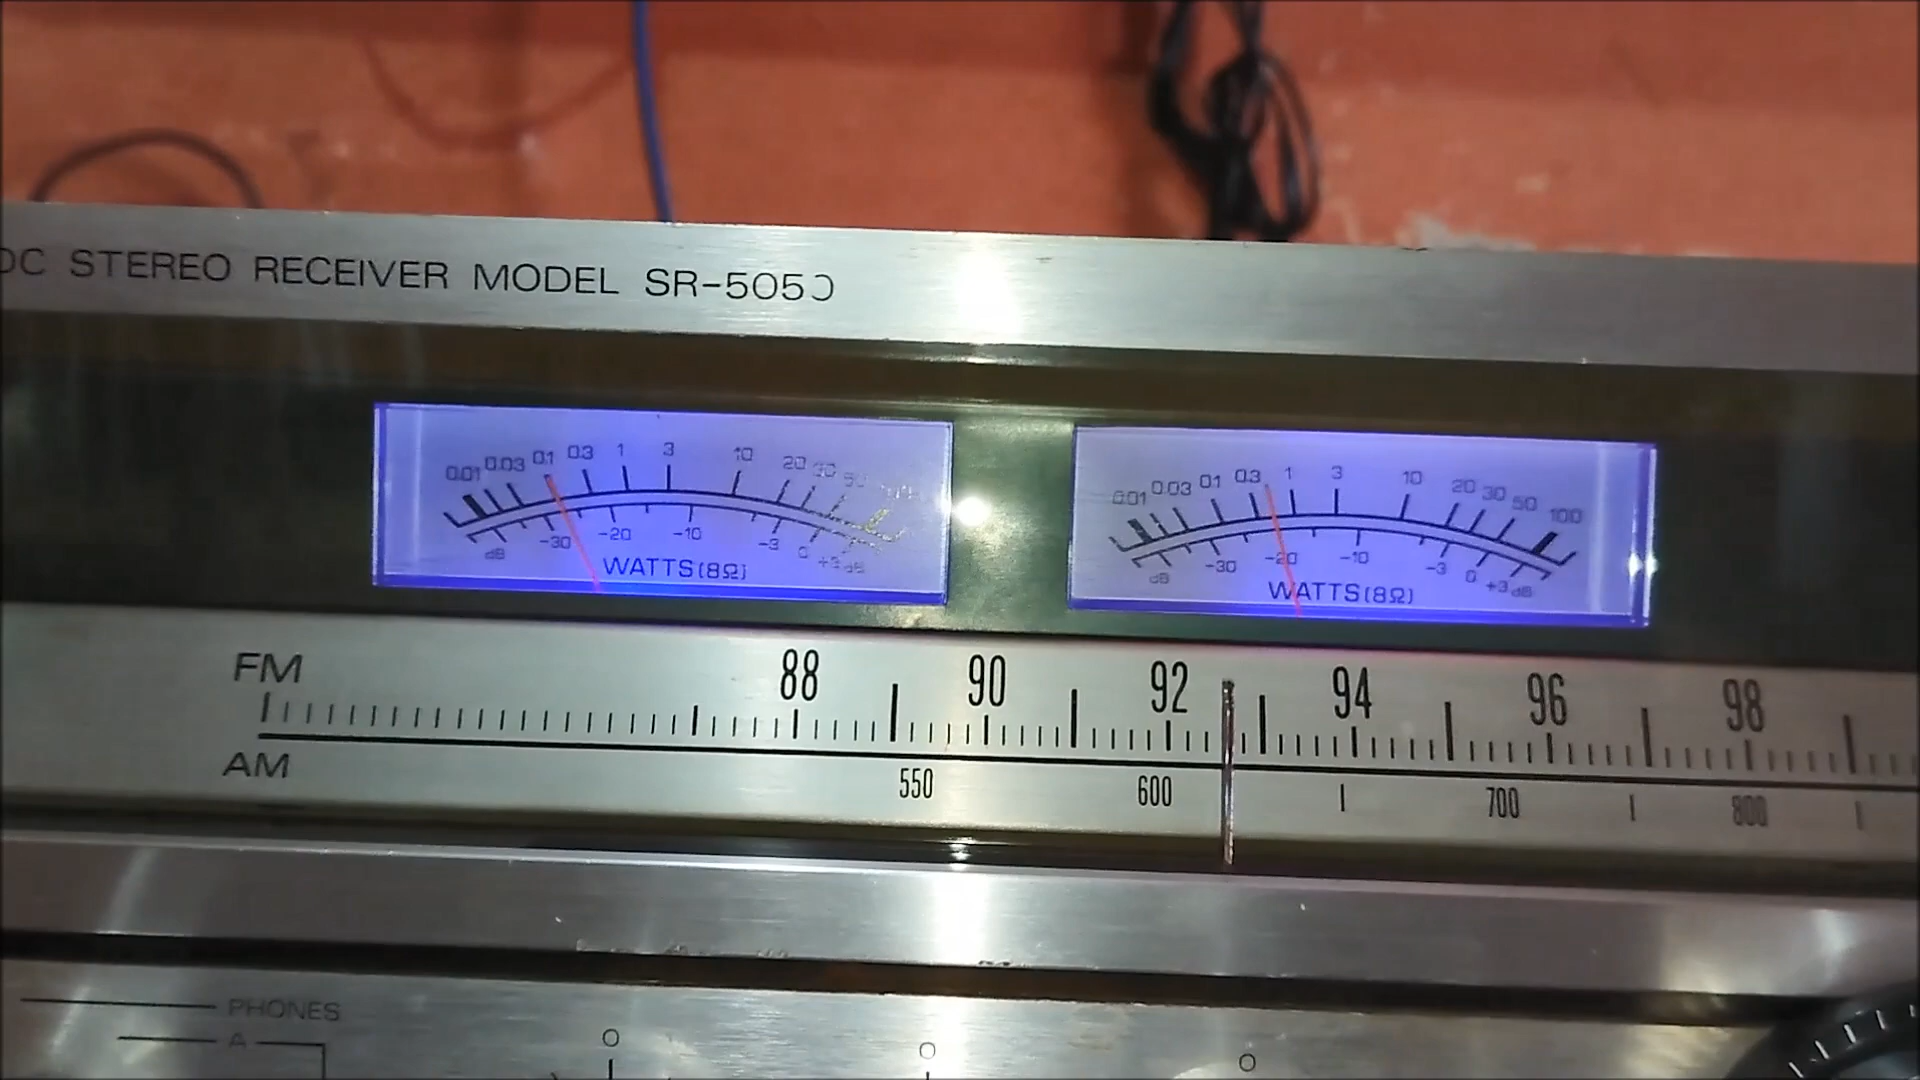 DC STEREO RECEIVER MODEL SR-5050
0.01 0.03 0.1 0.3 1 3 10 20 30 50
dB -30 -20 -10 -3 0 +3 dB
WATTS (8Ω)
0.01 0.03 0.1 0.3 1 3 10 20 30 50 100
dB -30 -20 -10 -3 0 +3 dB
WATTS (8Ω)
FM 88 90 92 94 96 98
AM 550 600 700 800
PHONES
A
O O O